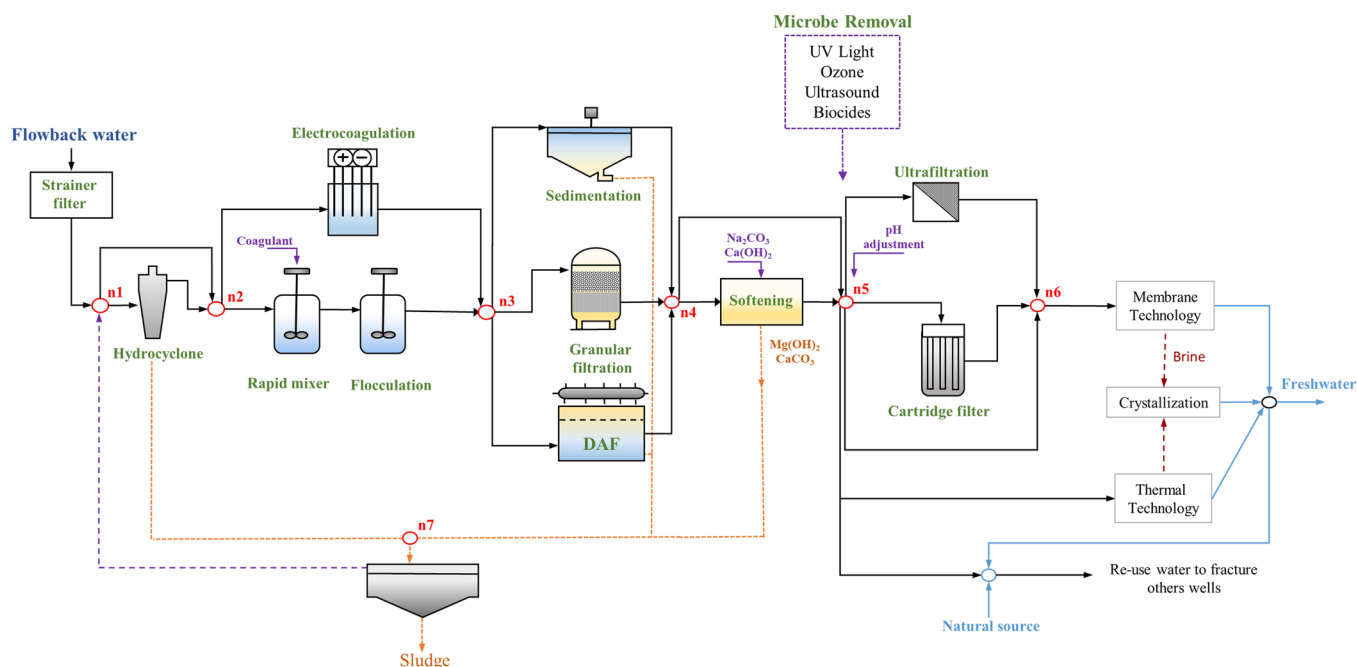 Microbe Removal
UV Light
Ozone
Ultrasound
Biocides
Flowback water
Strainer
filter
Electrocoagulation
Coagulant
Sedimentation
Ultrafiltration
pH
adjustment
Na₂CO₃
Ca(OH)₂
Softening
n1
n2
n3
n4
n5
n6
Hydrocyclone
Rapid mixer
Flocculation
Granular
filtration
Mg(OH)₂
CaCO₃
Cartridge filter
DAF
Membrane
Technology
Brine
Crystallization
Freshwater
Thermal
Technology
n7
Re-use water to fracture
others wells
Natural source
Sludge